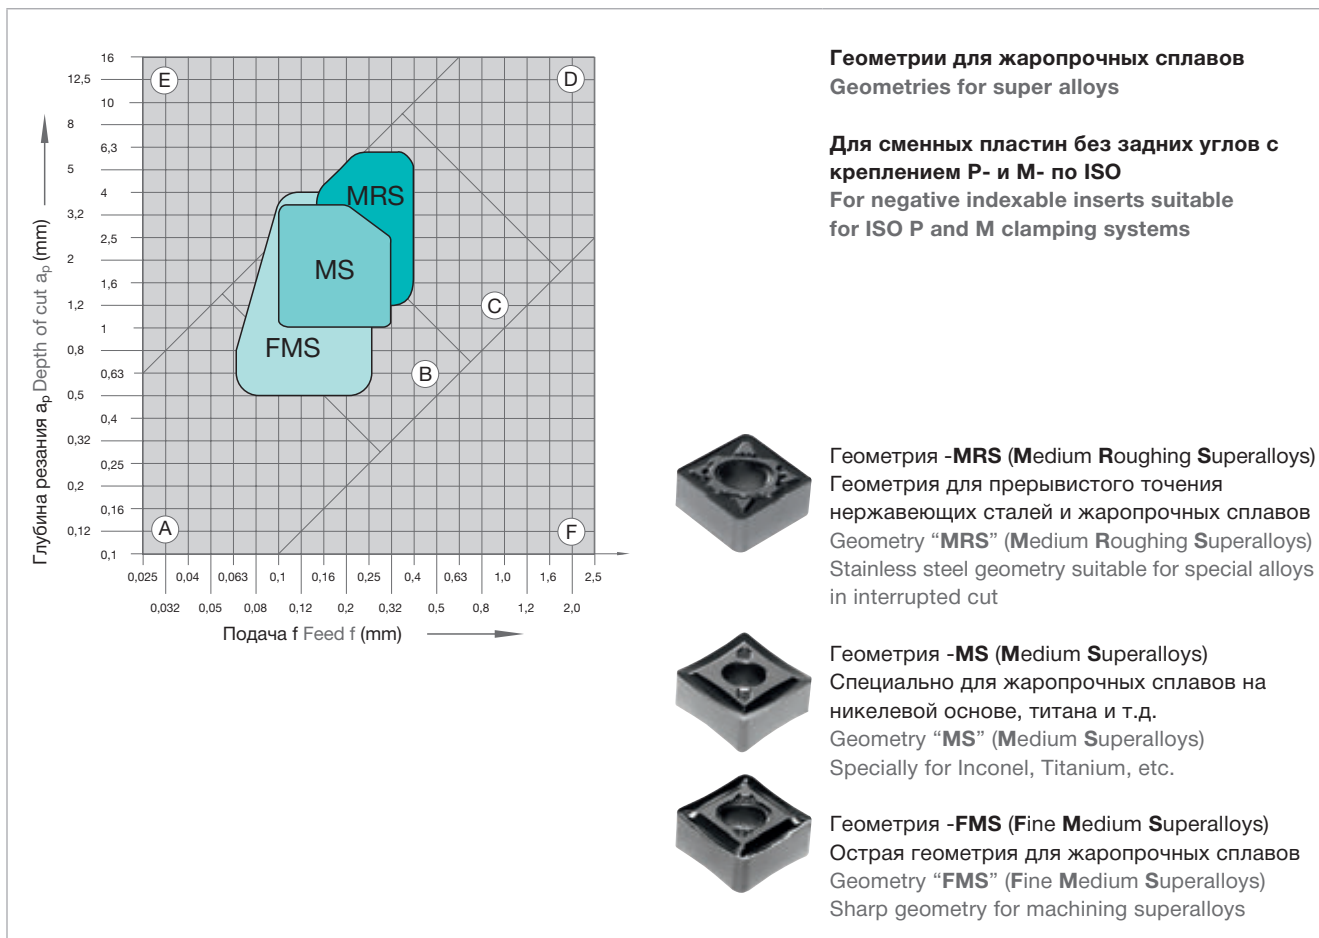 16
12,5
10
8
6,3
5
4
3,2
2,5
2
1,6
1,2
1
0,8
0,63
0,5
0,4
0,32
0,25
0,2
0,16
0,12
0,1
Глубина резания ap Depth of cut ap (mm)
E
D
MRS
MS
FMS
C
B
A
F
0,025 0,04 0,063 0,1 0,16 0,25 0,4 0,63 1,0 1,6 2,5
0,032 0,05 0,08 0,12 0,2 0,32 0,5 0,8 1,2 2,0
Подача f Feed f (mm)
Геометрии для жаропрочных сплавов
Geometries for super alloys
Для сменных пластин без задних углов с
креплением P- и M- по ISO
For negative indexable inserts suitable
for ISO P and M clamping systems
Геометрия -MRS (Medium Roughing Superalloys)
Геометрия для прерывистого точения
нержавеющих сталей и жаропрочных сплавов
Geometry “MRS” (Medium Roughing Superalloys)
Stainless steel geometry suitable for special alloys
in interrupted cut
Геометрия -MS (Medium Superalloys)
Специально для жаропрочных сплавов на
никелевой основе, титана и т.д.
Geometry “MS” (Medium Superalloys)
Specially for Inconel, Titanium, etc.
Геометрия -FMS (Fine Medium Superalloys)
Острая геометрия для жаропрочных сплавов
Geometry “FMS” (Fine Medium Superalloys)
Sharp geometry for machining superalloys